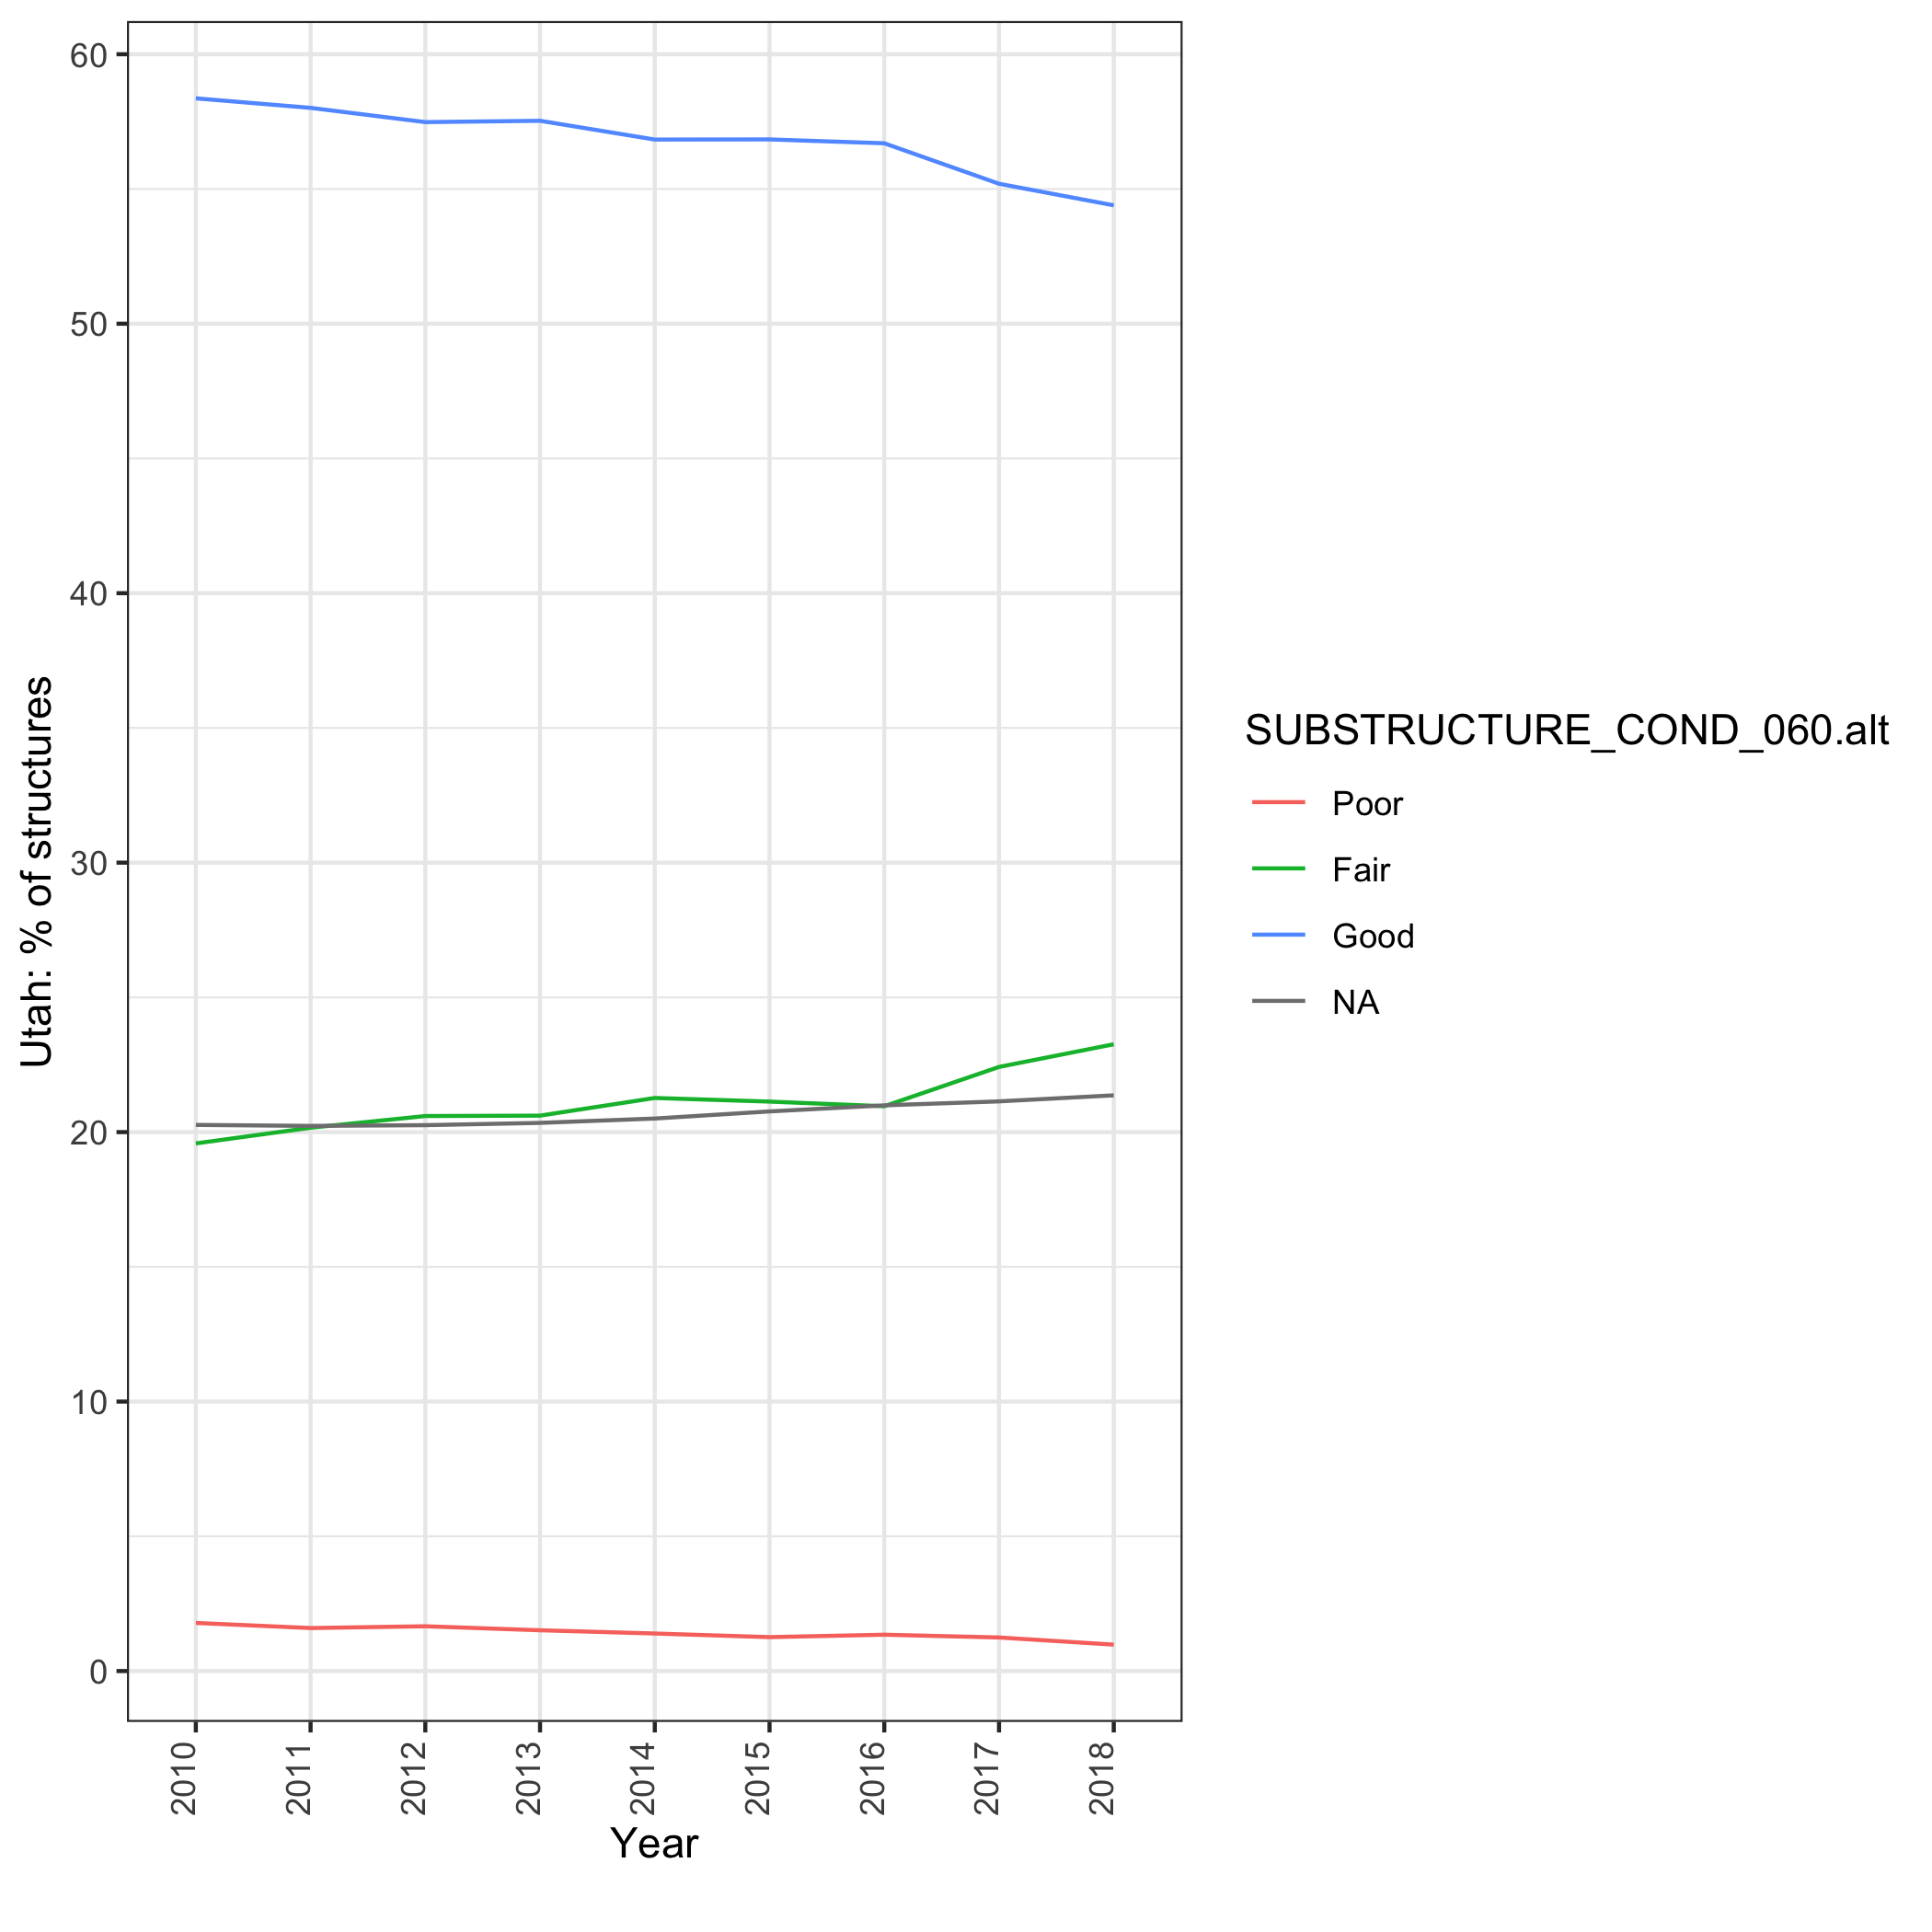 Utah: % of structures
60
50
40
30
20
10
0
2010
2011
2012
2013
2014
2015
2016
2017
2018
Year
SUBSTRUCTURE_COND_060.alt
Poor
Fair
Good
NA